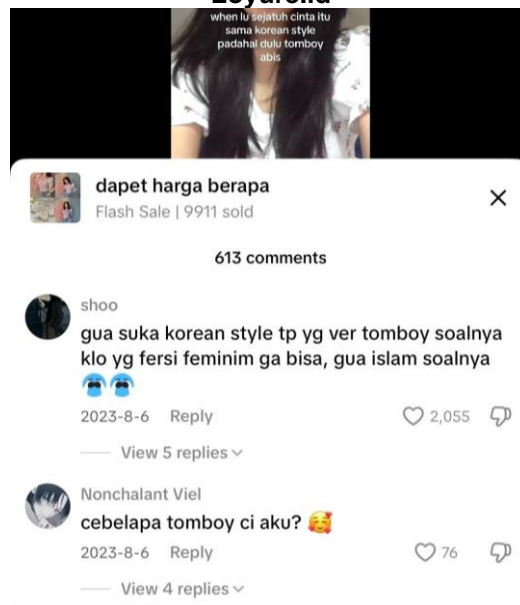 when lu sejatuh cinta itu
sama korean style
padahal dulu tomboy
abis
dapet harga berapa
Flash Sale | 9911 sold
613 comments
shoo
gua suka korean style tp yg ver tomboy soalnya
klo yg fersi feminim ga bisa, gua islam soalnya
2023-8-6 Reply
2,055
View 5 replies
Nonchalant Viel
cebelapa tomboy ci aku? 🥰
2023-8-6 Reply
76
View 4 replies